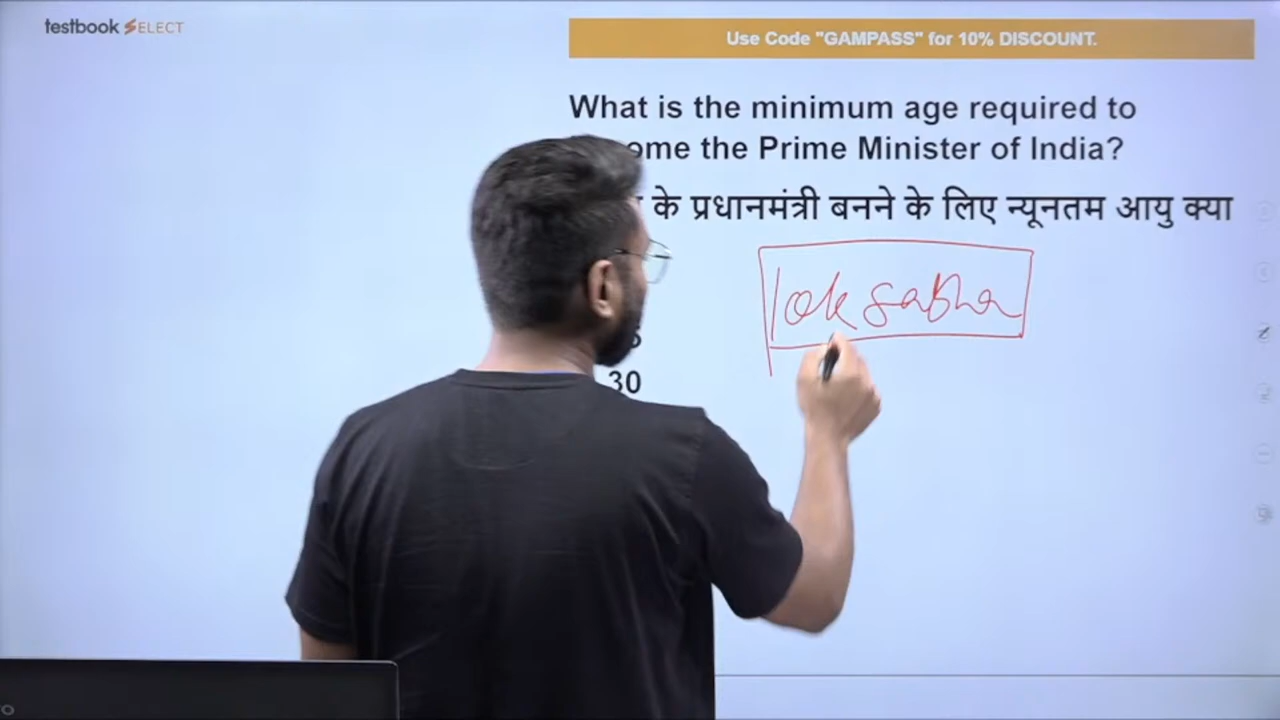 testbook SELECT
Use Code "GAMPASS" for 10% DISCOUNT.
What is the minimum age required to
ome the Prime Minister of India?
के प्रधानमंत्री बनने के लिए न्यूनतम आयु क्या
lok sabha
30